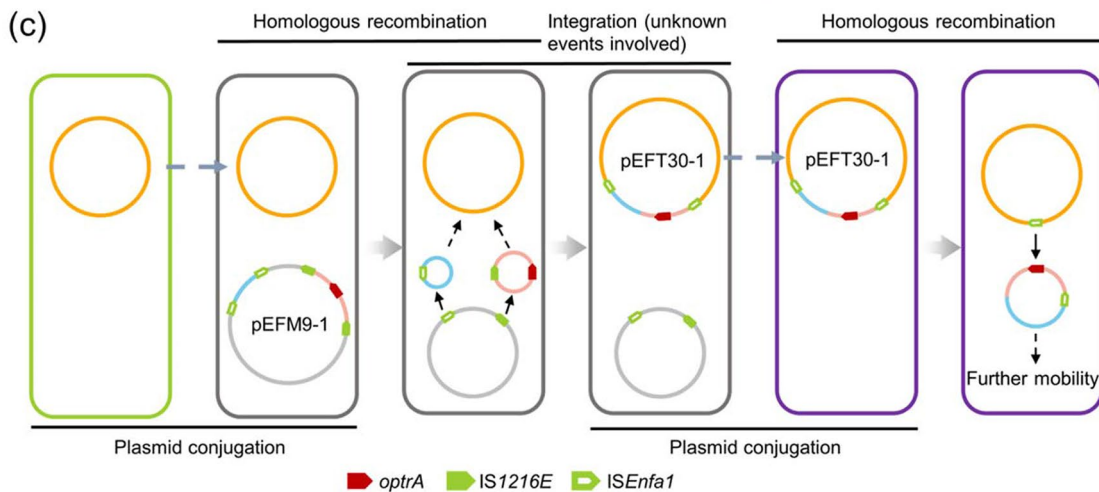 (c)
Homologous recombination
Integration (unknown
events involved)
Homologous recombination
pEFM9-1
pEFT30-1
pEFT30-1
Further mobility
Plasmid conjugation
Plasmid conjugation
optrA
IS1216E
ISEnfa1